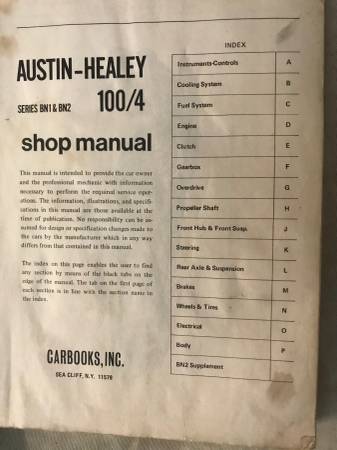 AUSTIN-HEALEY
SERIES BN1 & BN2 100/4
shop manual
This manual is intended to provide the car owner
and the professional mechanic with information
necessary to perform the required service oper-
ations. The information, illustrations, and specifi-
cations in this manual are those available at the
time of publication. No responsibility can be as-
sumed for design or specification changes made to
the cars by the manufacturer which in any way
differs from that contained in this manual.
The index on this page enables the user to find
any section by means of the black tabs on the
edge of the manual. The tab on the first page of
each section is in line with the section name in
the index.
CARBOOKS, INC.
SEA CLIFF, N.Y. 11579
INDEX
Instruments-Controls A
Cooling System B
Fuel System C
Engine D
Clutch E
Gearbox F
Overdrive G
Propeller Shaft H
Front Hub & Front Susp. J
Steering K
Rear Axle & Suspension L
Brakes M
Wheels & Tires N
Electrical O
Body P
BN2 Supplement